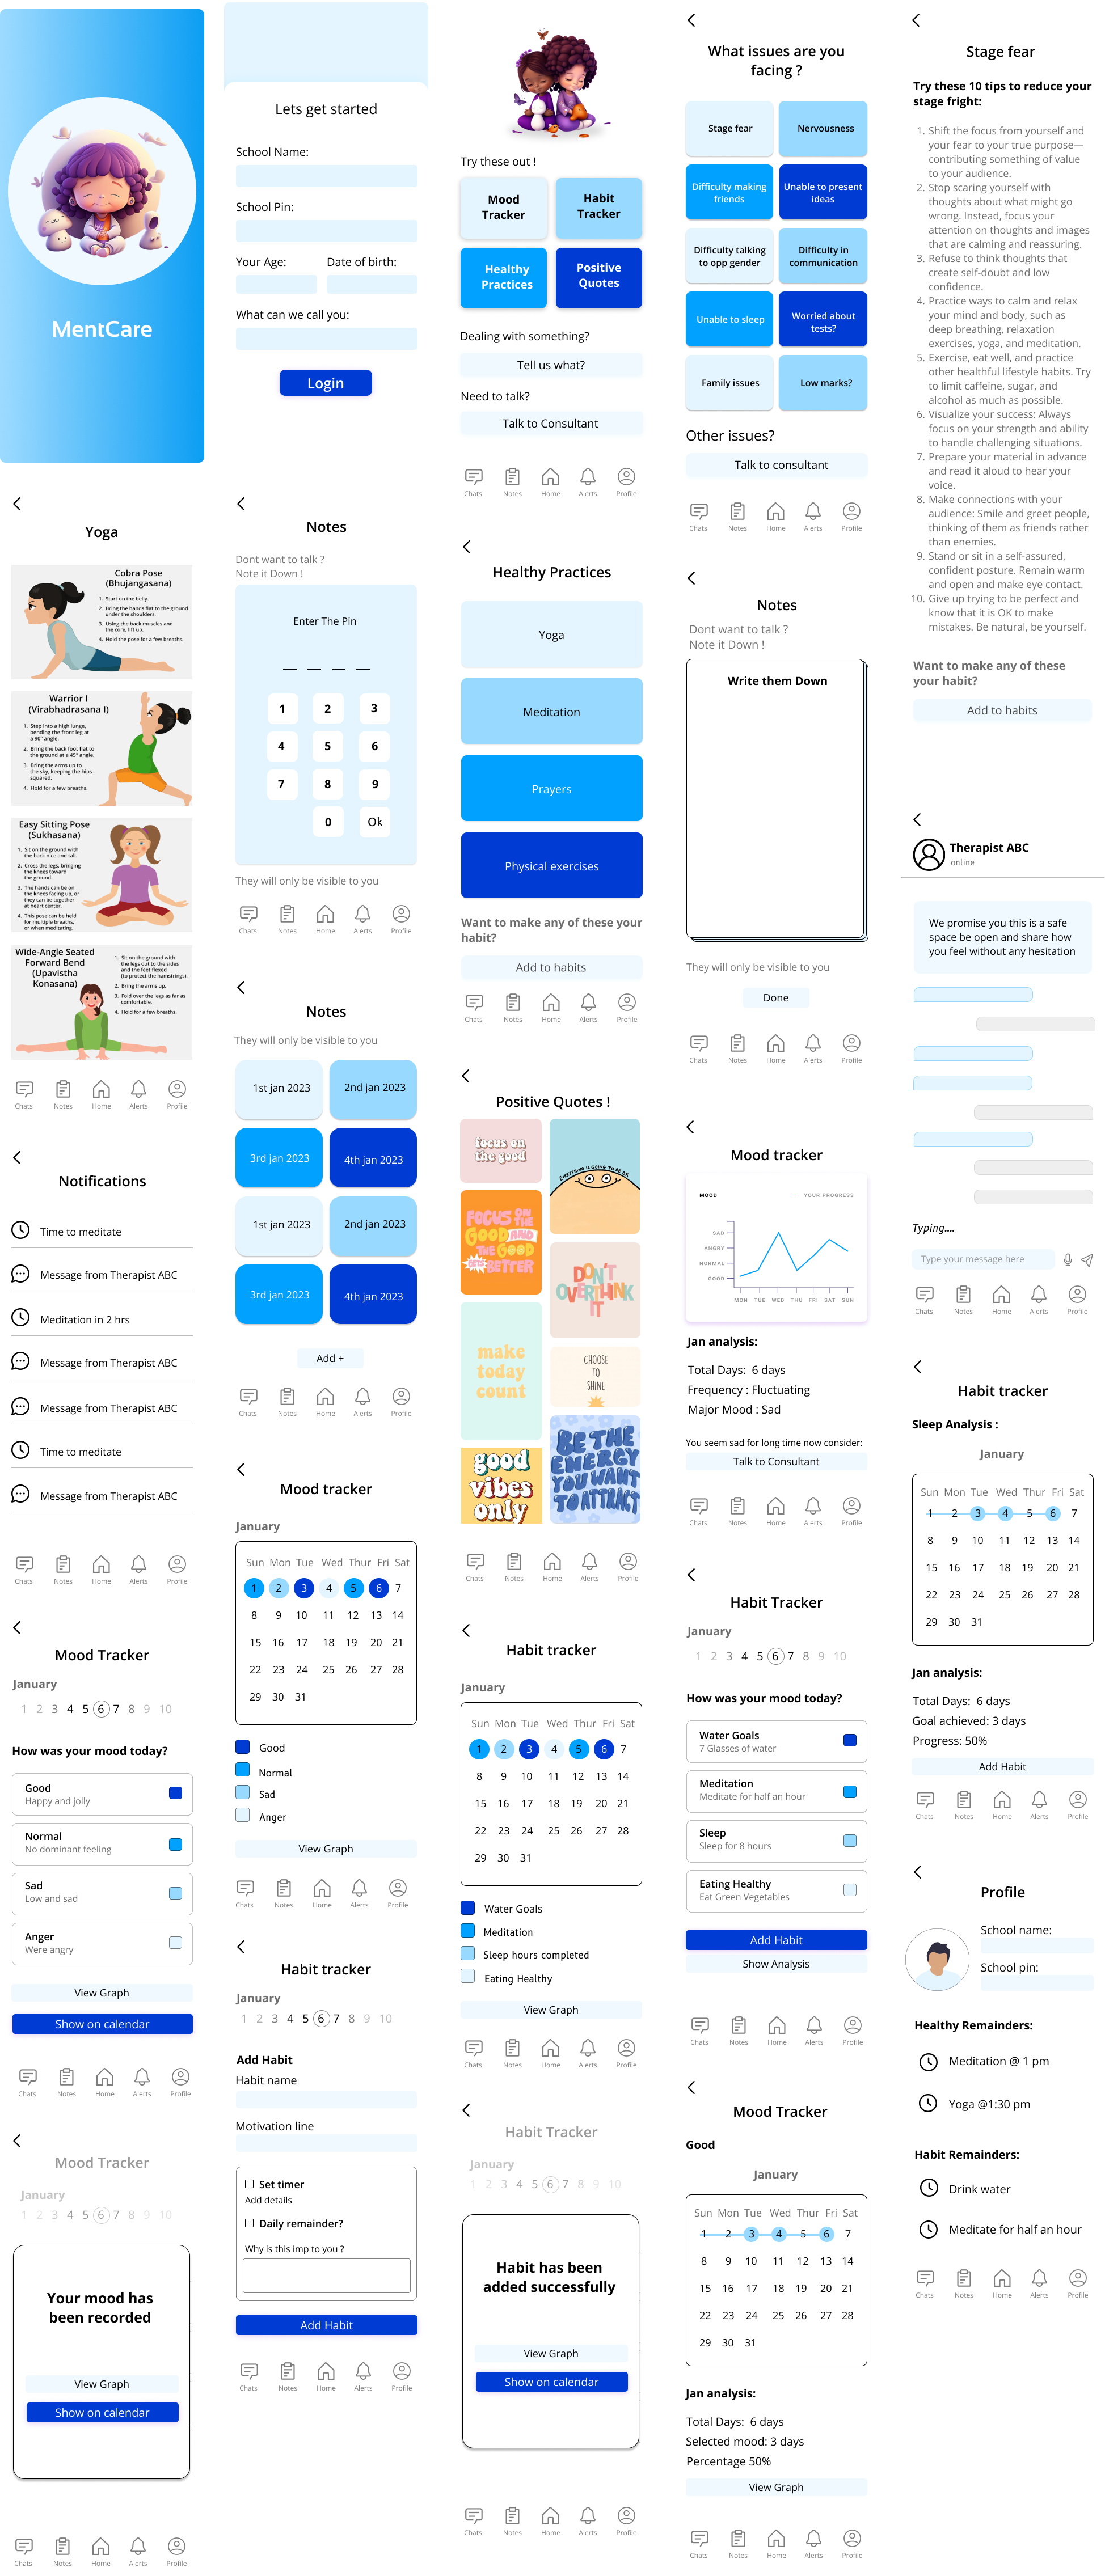 MentCare
Lets get started
School Name:
School Pin:
Your Age:
Date of birth:
What can we call you:
Login
Try these out !
Mood
Tracker
Habit
Tracker
Healthy
Practices
Positive
Quotes
Dealing with something?
Tell us what?
Need to talk?
Talk to Consultant
Chats
Notes
Home
Alerts
Profile
What issues are you
facing ?
Stage fear
Nervousness
Difficulty making
friends
Unable to present
ideas
Difficulty talking
to opp gender
Difficulty in
communication
Unable to sleep
Worried about
tests?
Family issues
Low marks?
Other issues?
Talk to consultant
Chats
Notes
Home
Alerts
Profile
Stage fear
Try these 10 tips to reduce your
stage fright:
1. Shift the focus from yourself and
your fear to your true purpose—
contributing something of value
to your audience.
2. Stop scaring yourself with
thoughts about what might go
wrong. Instead, focus your
attention on thoughts and images
that are calming and reassuring.
3. Refuse to think thoughts that
create self-doubt and low
confidence.
4. Practice ways to calm and relax
your mind and body, such as
deep breathing, relaxation
exercises, yoga, and meditation.
5. Exercise, eat well, and practice
other healthful lifestyle habits. Try
to limit caffeine, sugar, and
alcohol as much as possible.
6. Visualize your success: Always
focus on your strength and ability
to handle challenging situations.
7. Prepare your material in advance
and read it aloud to hear your
voice.
8. Make connections with your
audience: Smile and greet people,
thinking of them as friends rather
than enemies.
9. Stand or sit in a self-assured,
confident posture. Remain warm
and open and make eye contact.
10. Give up trying to be perfect and
know that it is OK to make
mistakes. Be natural, be yourself.
Want to make any of these
your habit?
Add to habits
Yoga
Cobra Pose
(Bhujangasana)
1. Start on the belly.
2. Bring the hands flat to the ground
under the shoulders.
3. Using the back muscles and
the core, lift up.
4. Hold the pose for a few breaths.
Warrior I
(Virabhadrasana I)
1. Step into a high lunge,
bending the front leg at
a 90° angle.
2. Bring the back foot flat to
the ground at a 45° angle.
3. Bring the arms up to
the sky, keeping the hips
squared.
4. Hold for a few breaths.
Easy Sitting Pose
(Sukhasana)
1. Sit on the ground with
the back nice and tall.
2. Cross the legs, bringing
the knees toward
the ground.
3. The hands can be on
the knees facing up, or
they can be together
at heart center.
4. This pose can be held
for multiple breaths,
or when meditating.
Wide-Angle Seated
Forward Bend
(Upavistha
Konasana)
1. Sit on the ground with
the legs out to the sides
and the feet flexed
(to protect the hamstrings).
2. Bring the arms up.
3. Fold over the legs as far as
comfortable.
4. Hold for a few breaths.
Chats
Notes
Home
Alerts
Profile
Notes
Dont want to talk ?
Note it Down !
Enter The Pin
1 2 3
4 5 6
7 8 9
0 Ok
They will only be visible to you
Chats
Notes
Home
Alerts
Profile
Healthy Practices
Yoga
Meditation
Prayers
Physical exercises
Want to make any of these your
habit?
Add to habits
Chats
Notes
Home
Alerts
Profile
Notes
Dont want to talk ?
Note it Down !
Write them Down
They will only be visible to you
Done
Chats
Notes
Home
Alerts
Profile
Therapist ABC
online
We promise you this is a safe
space be open and share how
you feel without any hesitation
Typing....
Type your message here
Chats
Notes
Home
Alerts
Profile
Notifications
Time to meditate
Message from Therapist ABC
Meditation in 2 hrs
Message from Therapist ABC
Message from Therapist ABC
Time to meditate
Message from Therapist ABC
Chats
Notes
Home
Alerts
Profile
Notes
They will only be visible to you
1st jan 2023
2nd jan 2023
3rd jan 2023
4th jan 2023
1st jan 2023
2nd jan 2023
3rd jan 2023
4th jan 2023
Add +
Chats
Notes
Home
Alerts
Profile
Positive Quotes !
focus on
the good
EVERYTHING IS GOING TO BE OK
FOCUS ON THE
GOOD AND
THE GOOD
GETS BETTER
DON'T
OVERTHINK
IT
make
today
count
CHOOSE
TO
SHINE
good
vibes
only
BE THE
ENERGY
YOU WANT
TO ATTRACT
Chats
Notes
Home
Alerts
Profile
Mood tracker
MOOD
YOUR PROGRESS
SAD
ANGRY
NORMAL
GOOD
MON TUE WED THU FRI SAT SUN
Jan analysis:
Total Days: 6 days
Frequency : Fluctuating
Major Mood : Sad
You seem sad for long time now consider:
Talk to Consultant
Chats
Notes
Home
Alerts
Profile
Habit tracker
Sleep Analysis :
January
Sun Mon Tue Wed Thur Fri Sat
1 2 3 4 5 6 7
8 9 10 11 12 13 14
15 16 17 18 19 20 21
22 23 24 25 26 27 28
29 30 31
Jan analysis:
Total Days: 6 days
Goal achieved: 3 days
Progress: 50%
Add Habit
Chats
Notes
Home
Alerts
Profile
Mood Tracker
January
1 2 3 4 5 6 7 8 9 10
How was your mood today?
Good
Happy and jolly
Normal
No dominant feeling
Sad
Low and sad
Anger
Were angry
View Graph
Show on calendar
Chats
Notes
Home
Alerts
Profile
Mood tracker
January
Sun Mon Tue Wed Thur Fri Sat
1 2 3 4 5 6 7
8 9 10 11 12 13 14
15 16 17 18 19 20 21
22 23 24 25 26 27 28
29 30 31
Good
Normal
Sad
Anger
View Graph
Chats
Notes
Home
Alerts
Profile
Habit tracker
January
Sun Mon Tue Wed Thur Fri Sat
1 2 3 4 5 6 7
8 9 10 11 12 13 14
15 16 17 18 19 20 21
22 23 24 25 26 27 28
29 30 31
Water Goals
Meditation
Sleep hours completed
Eating Healthy
View Graph
Chats
Notes
Home
Alerts
Profile
Habit Tracker
January
1 2 3 4 5 6 7 8 9 10
How was your mood today?
Water Goals
7 Glasses of water
Meditation
Meditate for half an hour
Sleep
Sleep for 8 hours
Eating Healthy
Eat Green Vegetables
Add Habit
Show Analysis
Chats
Notes
Home
Alerts
Profile
Profile
School name:
School pin:
Healthy Remainders:
Meditation @ 1 pm
Yoga @1:30 pm
Habit Remainders:
Drink water
Meditate for half an hour
Chats
Notes
Home
Alerts
Profile
Mood Tracker
January
1 2 3 4 5 6 7 8 9 10
Your mood has
been recorded
View Graph
Show on calendar
Chats
Notes
Home
Alerts
Profile
Habit tracker
January
1 2 3 4 5 6 7 8 9 10
Add Habit
Habit name
Motivation line
Set timer
Add details
Daily remainder?
Why is this imp to you ?
Add Habit
Chats
Notes
Home
Alerts
Profile
Habit Tracker
January
1 2 3 4 5 6 7 8 9 10
Habit has been
added successfully
View Graph
Show on calendar
Chats
Notes
Home
Alerts
Profile
Mood Tracker
Good
January
Sun Mon Tue Wed Thur Fri Sat
1 2 3 4 5 6 7
8 9 10 11 12 13 14
15 16 17 18 19 20 21
22 23 24 25 26 27 28
29 30 31
Jan analysis:
Total Days: 6 days
Selected mood: 3 days
Percentage 50%
View Graph
Chats
Notes
Home
Alerts
Profile